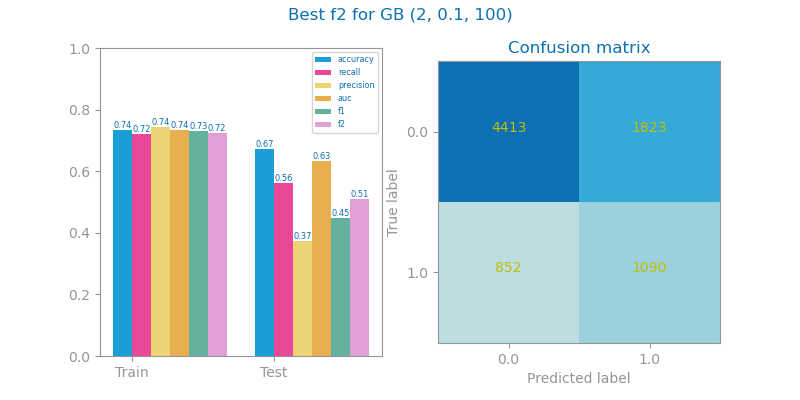 Best f2 for GB (2, 0.1, 100)
1.0
0.8
0.6
0.4
0.2
0.0
0.74
0.72
0.74
0.74
0.73
0.72
0.67
0.56
0.37
0.63
0.45
0.51
Train
Test
accuracy
recall
precision
auc
f1
f2
Confusion matrix
True label
0.0
1.0
4413
1823
852
1090
0.0
1.0
Predicted label